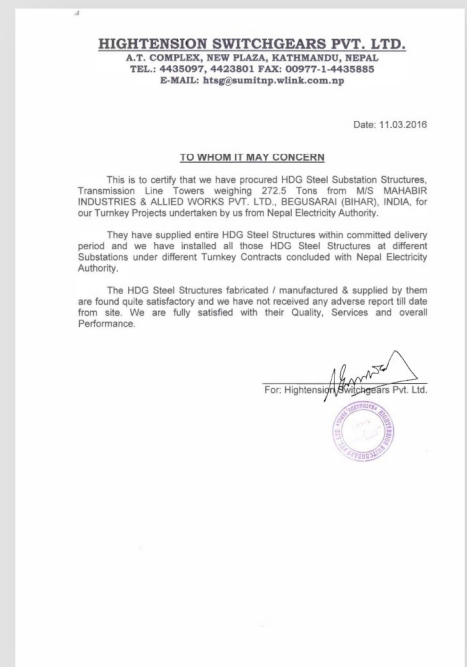 HIGHTENSION SWITCHGEARS PVT. LTD.
A.T. COMPLEX, NEW PLAZA, KATHMANDU, NEPAL
TEL.: 4435097, 4423801 FAX: 00977-1-4435885
E-MAIL: htsg@sumitnp.wlink.com.np
Date: 11.03.2016
TO WHOM IT MAY CONCERN
This is to certify that we have procured HDG Steel Substation Structures,
Transmission Line Towers weighing 272.5 Tons from M/S MAHABIR
INDUSTRIES & ALLIED WORKS PVT. LTD., BEGUSARAI (BIHAR), INDIA, for
our Turnkey Projects undertaken by us from Nepal Electricity Authority.
They have supplied entire HDG Steel Structures within committed delivery
period and we have installed all those HDG Steel Structures at different
Substations under different Turnkey Contracts concluded with Nepal Electricity
Authority.
The HDG Steel Structures fabricated / manufactured & supplied by them
are found quite satisfactory and we have not received any adverse report till date
from site. We are fully satisfied with their Quality, Services and overall
Performance.
For: Hightension Switchgears Pvt. Ltd.